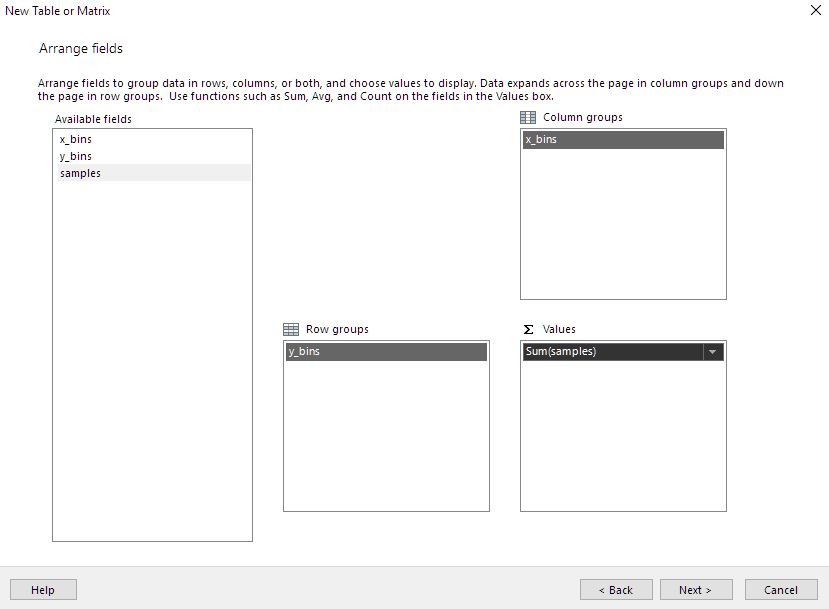 New Table or Matrix
Arrange fields
Arrange fields to group data in rows, columns, or both, and choose values to display. Data expands across the page in column groups and down
the page in row groups.  Use functions such as Sum, Avg, and Count on the fields in the Values box.
Available fields
x_bins
y_bins
samples
Column groups
x_bins
Row groups
y_bins
Σ Values
Sum(samples)
Help
< Back
Next >
Cancel